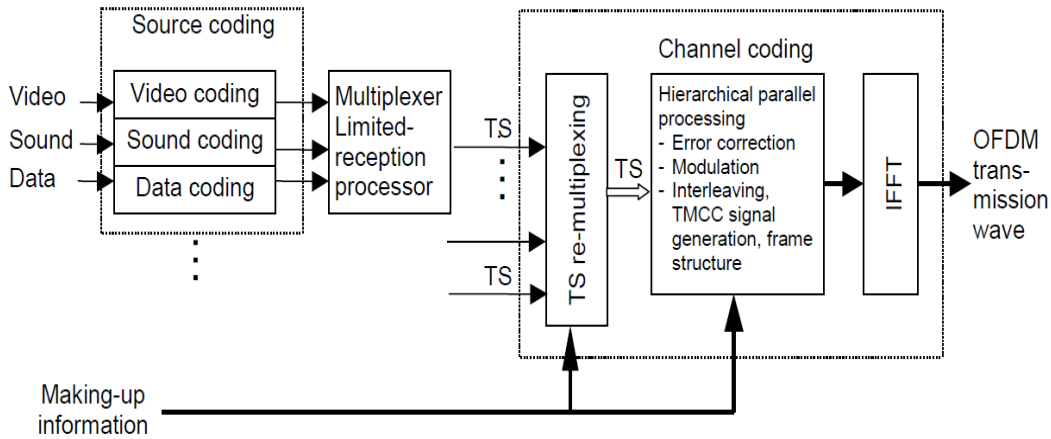 Source coding
Video
Sound
Data
Video coding
Sound coding
Data coding
Multiplexer
Limited-
reception
processor
TS
TS
Channel coding
TS re-multiplexing
TS
Hierarchical parallel
processing
- Error correction
- Modulation
- Interleaving,
TMCC signal
generation, frame
structure
IFFT
OFDM
trans-
mission
wave
Making-up
information